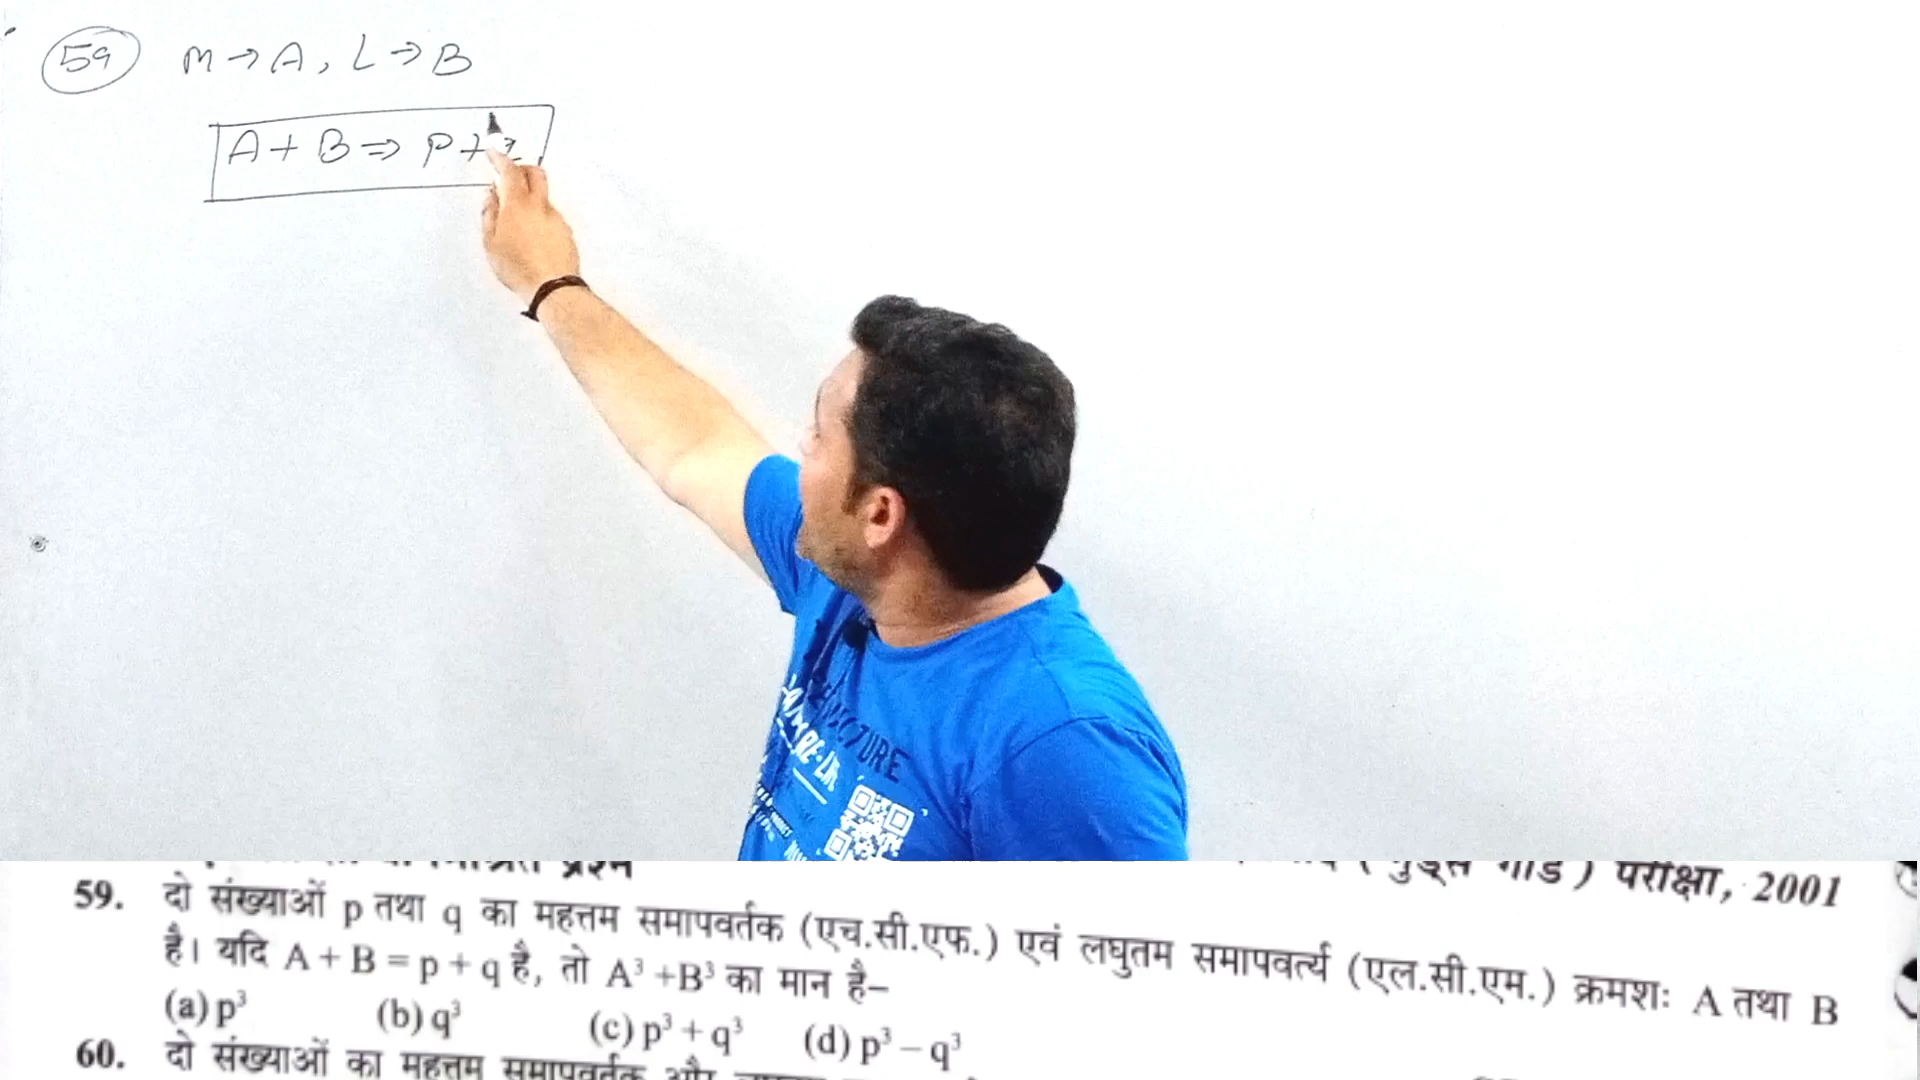 59 M → A, L → B
A + B ⇒ P +
परीक्षा, 2001
59. दो संख्याओं p तथा q का महत्तम समापवर्तक (एच.सी.एफ.) एवं लघुतम समापवर्त्य (एल.सी.एम.) क्रमशः A तथा B
है। यदि A + B = p + q है, तो A³ +B³ का मान है–
(a) p³ (b) q³ (c) p³ + q³ (d) p³ – q³
60. दो संख्याओं का महत्तम समापवर्तक और